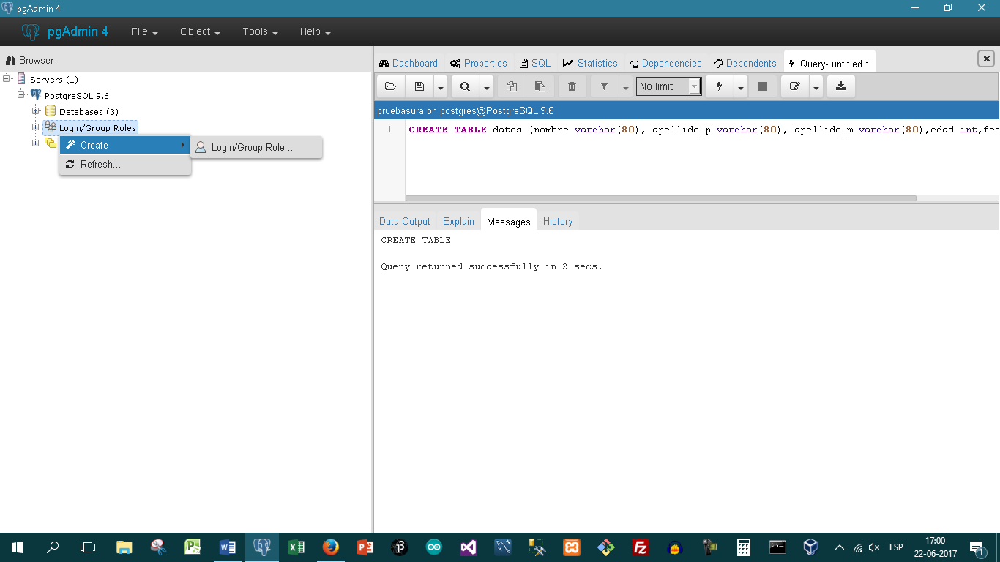 pgAdmin 4
pgAdmin 4 File Object Tools Help
Browser
Servers (1)
PostgreSQL 9.6
Databases (3)
Login/Group Roles
Create
Login/Group Role...
Refresh...
Dashboard Properties SQL Statistics Dependencies Dependents Query- untitled *
No limit
pruebasura on postgres@PostgreSQL 9.6
1 CREATE TABLE datos (nombre varchar(80), apellido_p varchar(80), apellido_m varchar(80),edad int,fec
Data Output Explain Messages History
CREATE TABLE
Query returned successfully in 2 secs.
ESP
17:00
22-06-2017
1